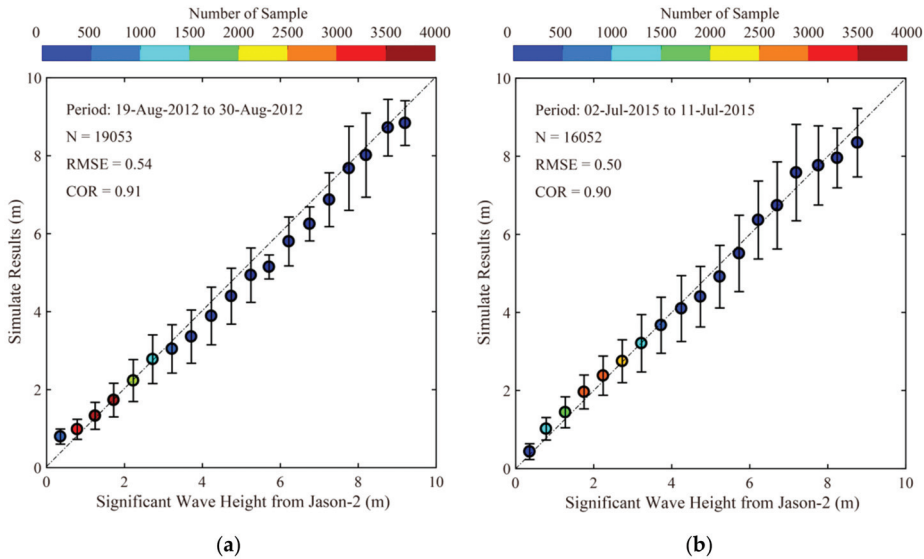 Number of Sample
0 500 1000 1500 2000 2500 3000 3500 4000
10
8
6
4
2
0
Simulate Results (m)
Period: 19-Aug-2012 to 30-Aug-2012
N = 19053
RMSE = 0.54
COR = 0.91
0 2 4 6 8 10
Significant Wave Height from Jason-2 (m)
(a)
Number of Sample
0 500 1000 1500 2000 2500 3000 3500 4000
10
8
6
4
2
0
Simulate Results (m)
Period: 02-Jul-2015 to 11-Jul-2015
N = 16052
RMSE = 0.50
COR = 0.90
0 2 4 6 8 10
Significant Wave Height from Jason-2 (m)
(b)